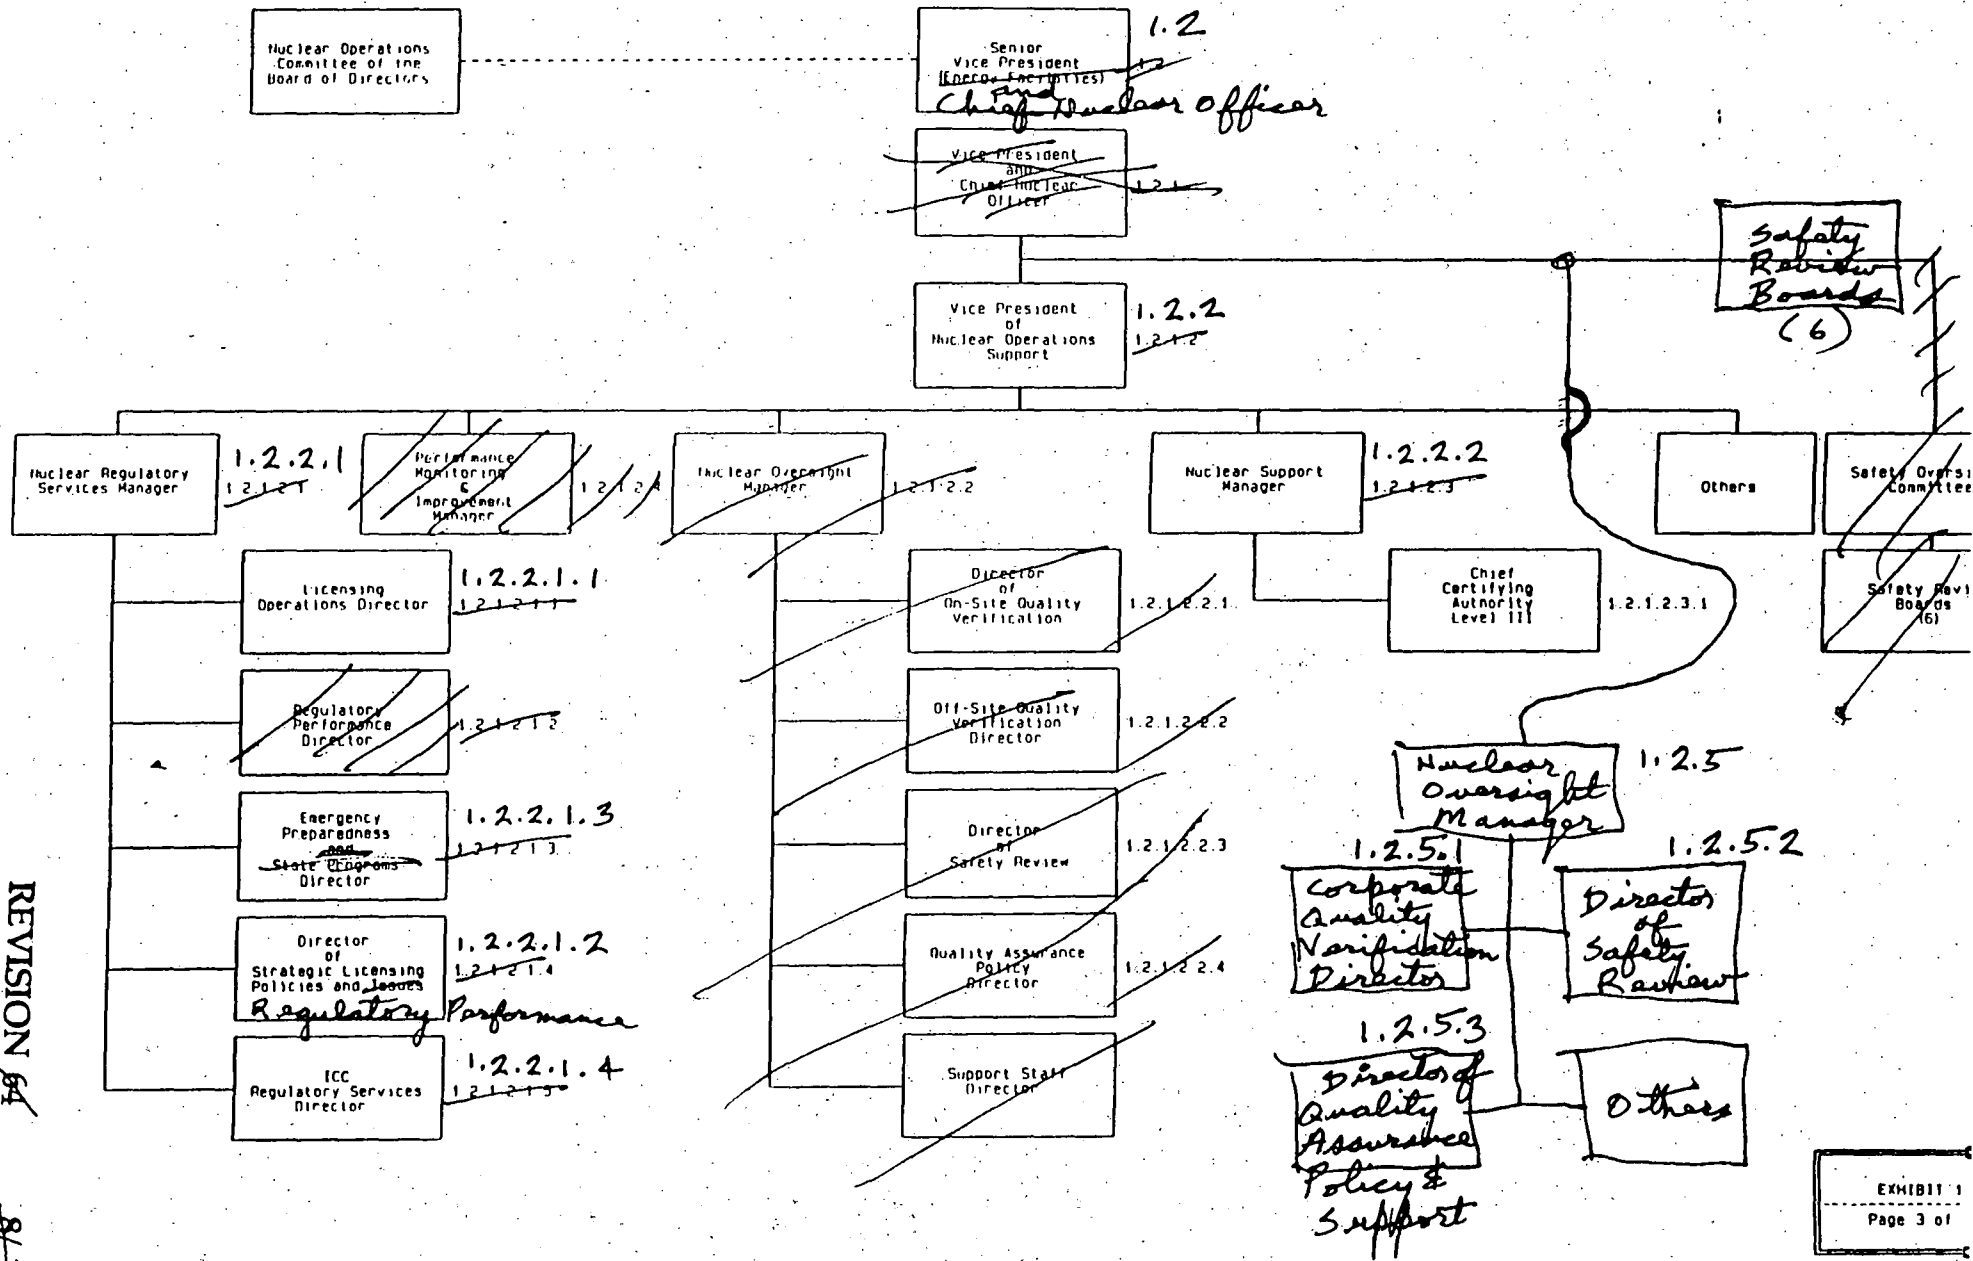 Nuclear Operations
Committee of the
Board of Directors
Senior
Vice President
(Energy Facilities)
and
Chief Nuclear Officer
1.2
1.2
Vice President
and
Chief Nuclear
Officer
1.2.1
Safety
Review
Boards
(6)
Vice President
of
Nuclear Operations
Support
1.2.2
1.2.1.2
Nuclear Regulatory
Services Manager
1.2.2.1
1.2.1.2.1
Performance
Monitoring
&
Improvement
Manager
Nuclear Oversight
Manager
1.2.1.2.2
Nuclear Support
Manager
1.2.2.2
1.2.1.2.3
Others
Safety Oversi
Committee
Licensing
Operations Director
1.2.2.1.1
1.2.1.2.1.1
Director
of
On-Site Quality
Verification
1.2.1.2.2.1
Chief
Certifying
Authority
Level III
1.2.1.2.3.1
Safety Revi
Boards
(6)
Regulatory
Performance
Director
1.2.1.2.1.2
Off-Site Quality
Verification
Director
1.2.1.2.2.2
Nuclear
Oversight
Manager
1.2.5
Emergency
Preparedness
and
State Programs
Director
1.2.2.1.3
1.2.1.2.1.3
Director
of
Safety Review
1.2.1.2.2.3
1.2.5.1
Corporate
Quality
Verification
Director
1.2.5.2
Director
of
Safety
Review
Director
of
Strategic Licensing
Policies and Issues
Regulatory Performance
1.2.2.1.2
1.2.1.2.1.4
Quality Assurance
Policy
Director
1.2.1.2.2.4
ICC
Regulatory Services
Director
1.2.2.1.4
1.2.1.2.1.5
Support Staff
Director
1.2.5.3
Director of
Quality
Assurance
Policy &
Support
Others
REVISION 64
EXHIBIT 1
Page 3 of